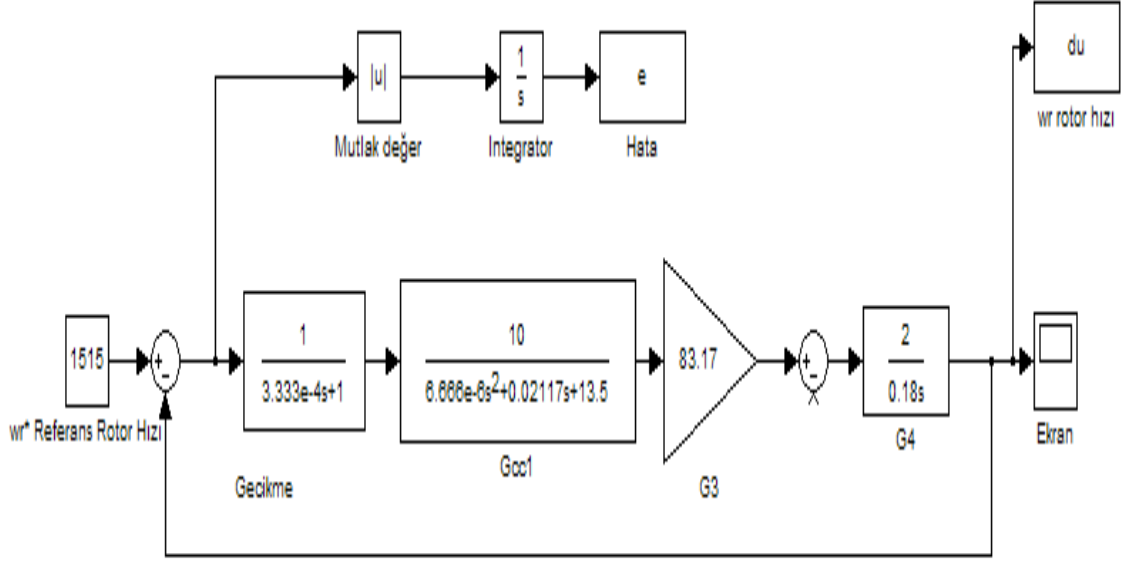 du
wr rotor hızı
|u|
Mutlak değer
1
s
Integrator
e
Hata
1515
wr* Referans Rotor Hızı
+
−
1
3.333e-4s+1
Gecikme
10
6.666e-6s²+0.02117s+13.5
Gcc1
83.17
G3
+
−
2
0.18s
G4
Ekran